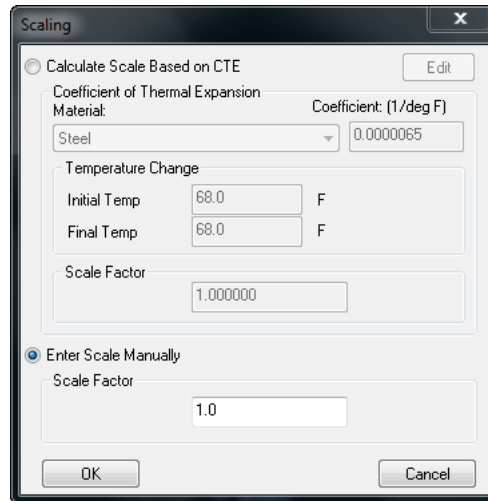 Scaling
x
Calculate Scale Based on CTE
Edit
Coefficient of Thermal Expansion
Material:
Coefficient: (1/deg F)
Steel
0.0000065
Temperature Change
Initial Temp
68.0
F
Final Temp
68.0
F
Scale Factor
1.000000
Enter Scale Manually
Scale Factor
1.0
OK
Cancel